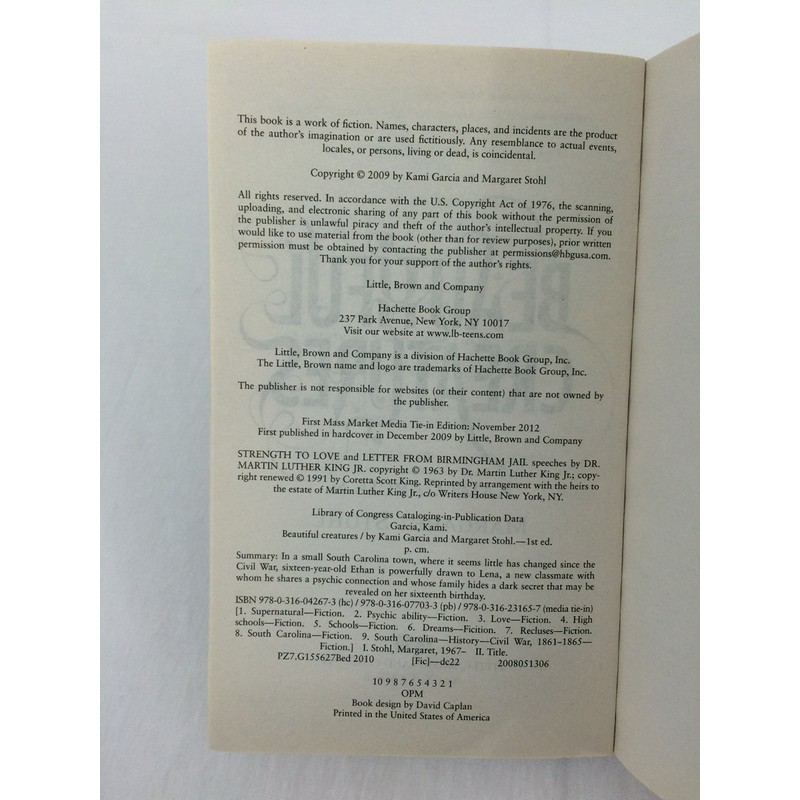 This book is a work of fiction. Names, characters, places, and incidents are the product
of the author's imagination or are used fictitiously. Any resemblance to actual events,
locales, or persons, living or dead, is coincidental.
Copyright © 2009 by Kami Garcia and Margaret Stohl
All rights reserved. In accordance with the U.S. Copyright Act of 1976, the scanning,
uploading, and electronic sharing of any part of this book without the permission of
the publisher is unlawful piracy and theft of the author's intellectual property. If you
would like to use material from the book (other than for review purposes), prior written
permission must be obtained by contacting the publisher at permissions@hbgusa.com.
Thank you for your support of the author's rights.
Little, Brown and Company
Hachette Book Group
237 Park Avenue, New York, NY 10017
Visit our website at www.lb-teens.com
Little, Brown and Company is a division of Hachette Book Group, Inc.
The Little, Brown name and logo are trademarks of Hachette Book Group, Inc.
The publisher is not responsible for websites (or their content) that are not owned by
the publisher.
First Mass Market Media Tie-in Edition: November 2012
First published in hardcover in December 2009 by Little, Brown and Company
STRENGTH TO LOVE and LETTER FROM BIRMINGHAM JAIL speeches by DR.
MARTIN LUTHER KING JR. copyright © 1963 by Dr. Martin Luther King Jr.; copy-
right renewed © 1991 by Coretta Scott King. Reprinted by arrangement with the heirs to
the estate of Martin Luther King Jr., c/o Writers House New York, NY.
Library of Congress Cataloging-in-Publication Data
Garcia, Kami.
Beautiful creatures / by Kami Garcia and Margaret Stohl.—1st ed.
p. cm.
Summary: In a small South Carolina town, where it seems little has changed since the
Civil War, sixteen-year-old Ethan is powerfully drawn to Lena, a new classmate with
whom he shares a psychic connection and whose family hides a dark secret that may be
revealed on her sixteenth birthday.
ISBN 978-0-316-04267-3 (hc) / 978-0-316-07703-3 (pb) / 978-0-316-23165-7 (media tie-in)
[1. Supernatural—Fiction. 2. Psychic ability—Fiction. 3. Love—Fiction. 4. High
schools—Fiction. 5. Schools—Fiction. 6. Dreams—Ficition. 7. Recluses—Fiction.
8. South Carolina—Fiction. 9. South Carolina—History—Civil War, 1861–1865—
Fiction.] I. Stohl, Margaret, 1967– II. Title.
PZ7.G155627Bed 2010 [Fic]—dc22 2008051306
10 9 8 7 6 5 4 3 2 1
OPM
Book design by David Caplan
Printed in the United States of America